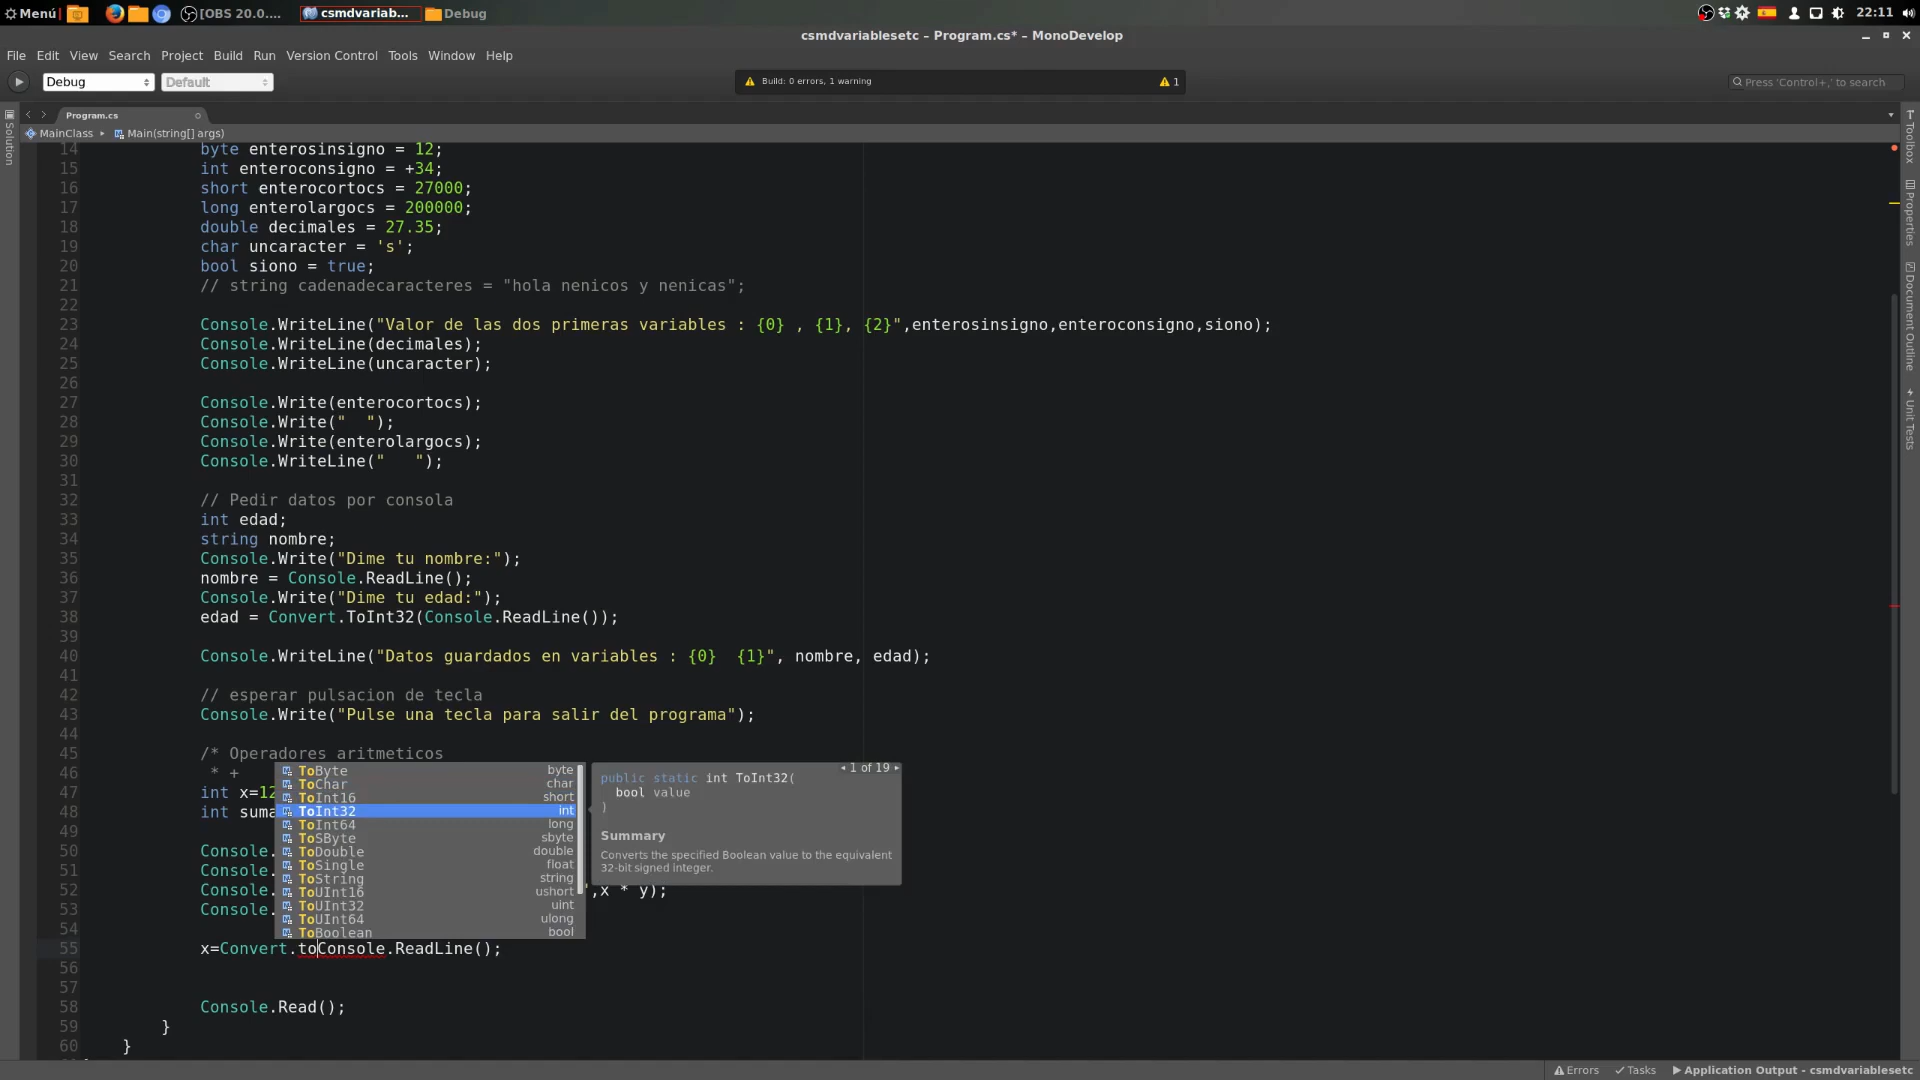 Menú [OBS 20.0.... csmdvariab... Debug 22:11
csmdvariablesetc – Program.cs* – MonoDevelop
File Edit View Search Project Build Run Version Control Tools Window Help
Debug Default Build: 0 errors, 1 warning 1 Press 'Control+,' to search
Program.cs
MainClass ▸ Main(string[] args)
Solution
Toolbox
Properties
Document Outline
Unit Tests
14 byte enterosinsigno = 12;
15 int enteroconsigno = +34;
16 short enterocortocs = 27000;
17 long enterolargocs = 200000;
18 double decimales = 27.35;
19 char uncaracter = 's';
20 bool siono = true;
21 // string cadenadecaracteres = "hola nenicos y nenicas";
22
23 Console.WriteLine("Valor de las dos primeras variables : {0} , {1}, {2}",enterosinsigno,enteroconsigno,siono);
24 Console.WriteLine(decimales);
25 Console.WriteLine(uncaracter);
26
27 Console.Write(enterocortocs);
28 Console.Write("  ");
29 Console.Write(enterolargocs);
30 Console.WriteLine("   ");
31
32 // Pedir datos por consola
33 int edad;
34 string nombre;
35 Console.Write("Dime tu nombre:");
36 nombre = Console.ReadLine();
37 Console.Write("Dime tu edad:");
38 edad = Convert.ToInt32(Console.ReadLine());
39
40 Console.WriteLine("Datos guardados en variables : {0}  {1}", nombre, edad);
41
42 // esperar pulsacion de tecla
43 Console.Write("Pulse una tecla para salir del programa");
44
45 /* Operadores aritmeticos
46 * +
47 int x=12
48 int suma
49
50 Console.
51 Console.
52 Console. ,x * y);
53 Console.
54
55 x=Convert.toConsole.ReadLine();
56
57
58 Console.Read();
59 }
60 }
ToByte byte
ToChar char
ToInt16 short
ToInt32 int
ToInt64 long
ToSByte sbyte
ToDouble double
ToSingle float
ToString string
ToUInt16 ushort
ToUInt32 uint
ToUInt64 ulong
ToBoolean bool
◂ 1 of 19 ▸
public static int ToInt32(
bool value
)
Summary
Converts the specified Boolean value to the equivalent
32-bit signed integer.
Errors Tasks Application Output - csmdvariablesetc